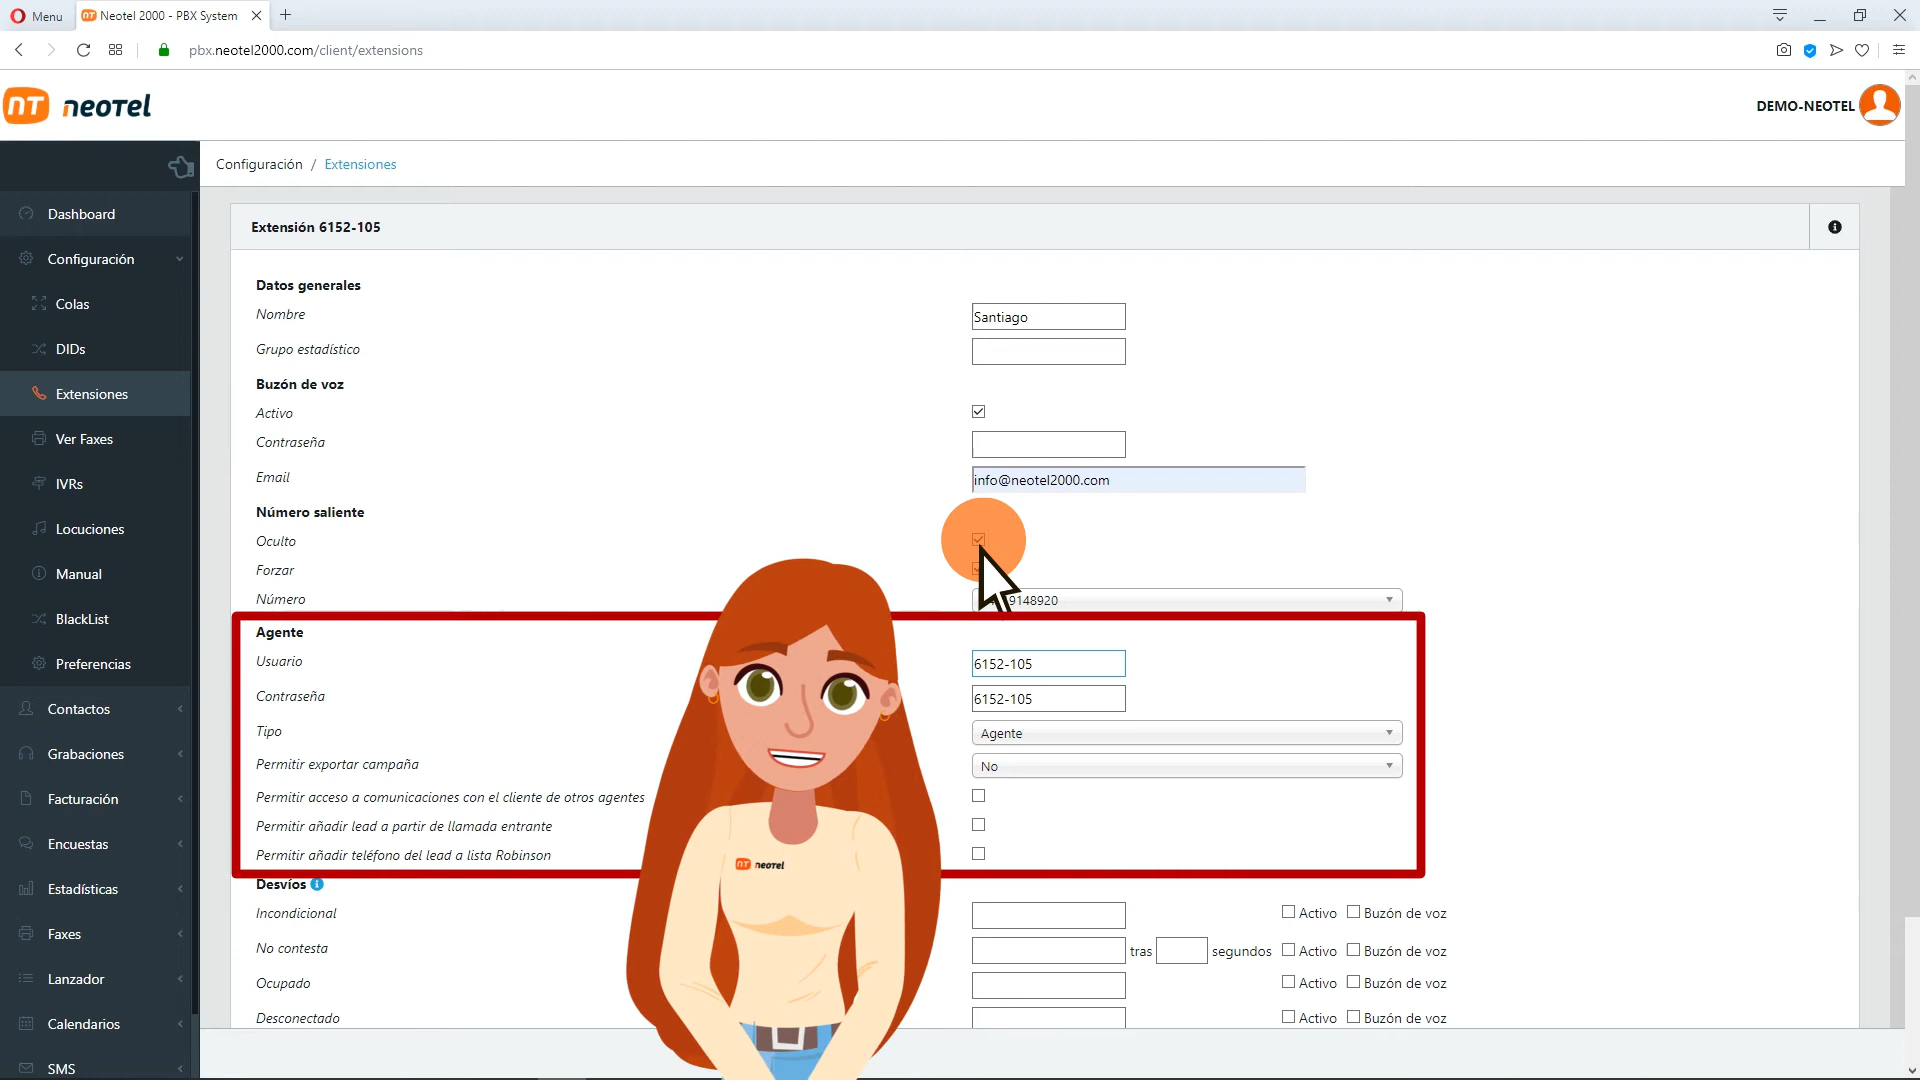 Menu
Neotel 2000 - PBX System
pbx.neotel2000.com/client/extensions
nT neotel
DEMO-NEOTEL
Configuración / Extensiones
Dashboard
Configuración
Colas
DIDs
Extensiones
Ver Faxes
IVRs
Locuciones
Manual
BlackList
Preferencias
Contactos
Grabaciones
Facturación
Encuestas
Estadísticas
Faxes
Lanzador
Calendarios
SMS
Extensión 6152-105
Datos generales
Nombre Santiago
Grupo estadístico
Buzón de voz
Activo
Contraseña
Email info@neotel2000.com
Número saliente
Oculto
Forzar
Número 9148920
Agente
Usuario 6152-105
Contraseña 6152-105
Tipo Agente
Permitir exportar campaña No
Permitir acceso a comunicaciones con el cliente de otros agentes
Permitir añadir lead a partir de llamada entrante
Permitir añadir teléfono del lead a lista Robinson
nT neotel
Desvíos
Incondicional Activo Buzón de voz
No contesta tras segundos Activo Buzón de voz
Ocupado Activo Buzón de voz
Desconectado Activo Buzón de voz